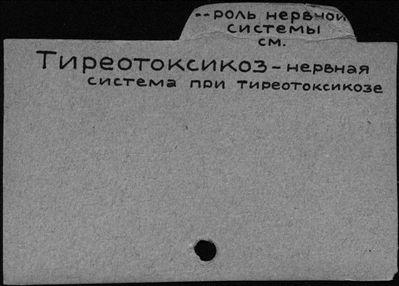 --роль нервной
системы
см.
Тиреотоксикоз - нервная
система при тиреотоксикозе